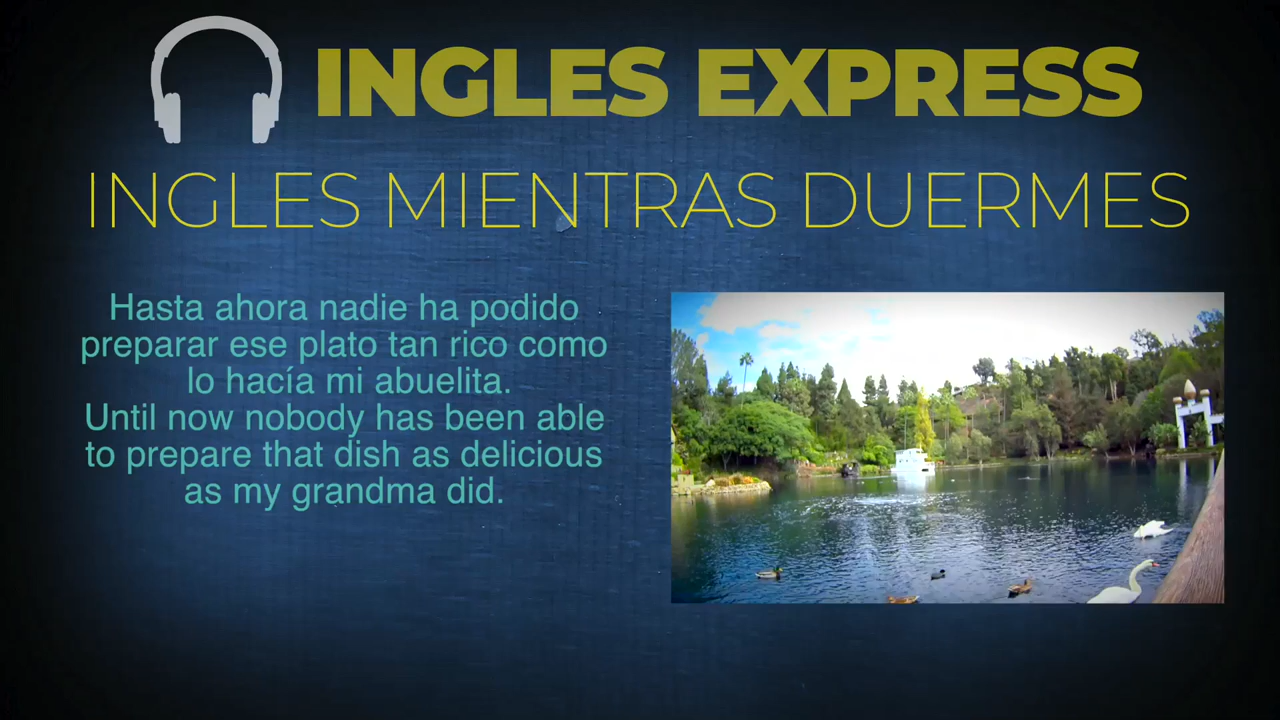 INGLES EXPRESS
INGLES MIENTRAS DUERMES
Hasta ahora nadie ha podido
preparar ese plato tan rico como
lo hacía mi abuelita.
Until now nobody has been able
to prepare that dish as delicious
as my grandma did.